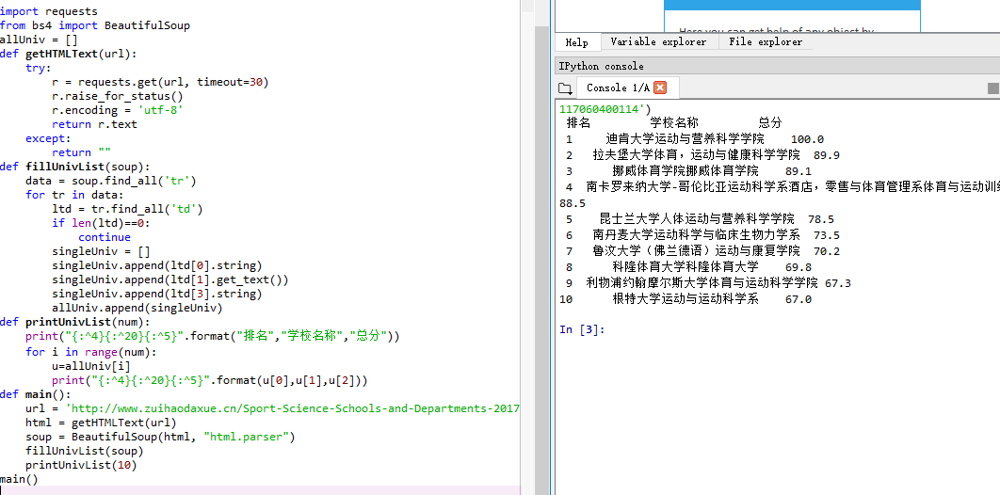 import requests
from bs4 import BeautifulSoup
allUniv = []
def getHTMLText(url):
    try:
        r = requests.get(url, timeout=30)
        r.raise_for_status()
        r.encoding = 'utf-8'
        return r.text
    except:
        return ""
def fillUnivList(soup):
    data = soup.find_all('tr')
    for tr in data:
        ltd = tr.find_all('td')
        if len(ltd)==0:
            continue
        singleUniv = []
        singleUniv.append(ltd[0].string)
        singleUniv.append(ltd[1].get_text())
        singleUniv.append(ltd[3].string)
        allUniv.append(singleUniv)
def printUnivList(num):
    print("{:^4}{:^20}{:^5}".format("排名","学校名称","总分"))
    for i in range(num):
        u=allUniv[i]
        print("{:^4}{:^20}{:^5}".format(u[0],u[1],u[2]))
def main():
    url = 'http://www.zuihaodaxue.cn/Sport-Science-Schools-and-Departments-2017
    html = getHTMLText(url)
    soup = BeautifulSoup(html, "html.parser")
    fillUnivList(soup)
    printUnivList(10)
main()
Here you can get help of any object by
Help Variable explorer File explorer
IPython console
Console 1/A
117060400114')
排名 学校名称 总分
1 迪肯大学运动与营养科学学院 100.0
2 拉夫堡大学体育，运动与健康科学学院 89.9
3 挪威体育学院挪威体育学院 89.1
4 南卡罗来纳大学-哥伦比亚运动科学系酒店，零售与体育管理系体育与运动训
88.5
5 昆士兰大学人体运动与营养科学学院 78.5
6 南丹麦大学运动科学与临床生物力学系 73.5
7 鲁汶大学（佛兰德语）运动与康复学院 70.2
8 科隆体育大学科隆体育大学 69.8
9 利物浦约翰摩尔斯大学体育与运动科学学院 67.3
10 根特大学运动与运动科学系 67.0
In [3]: